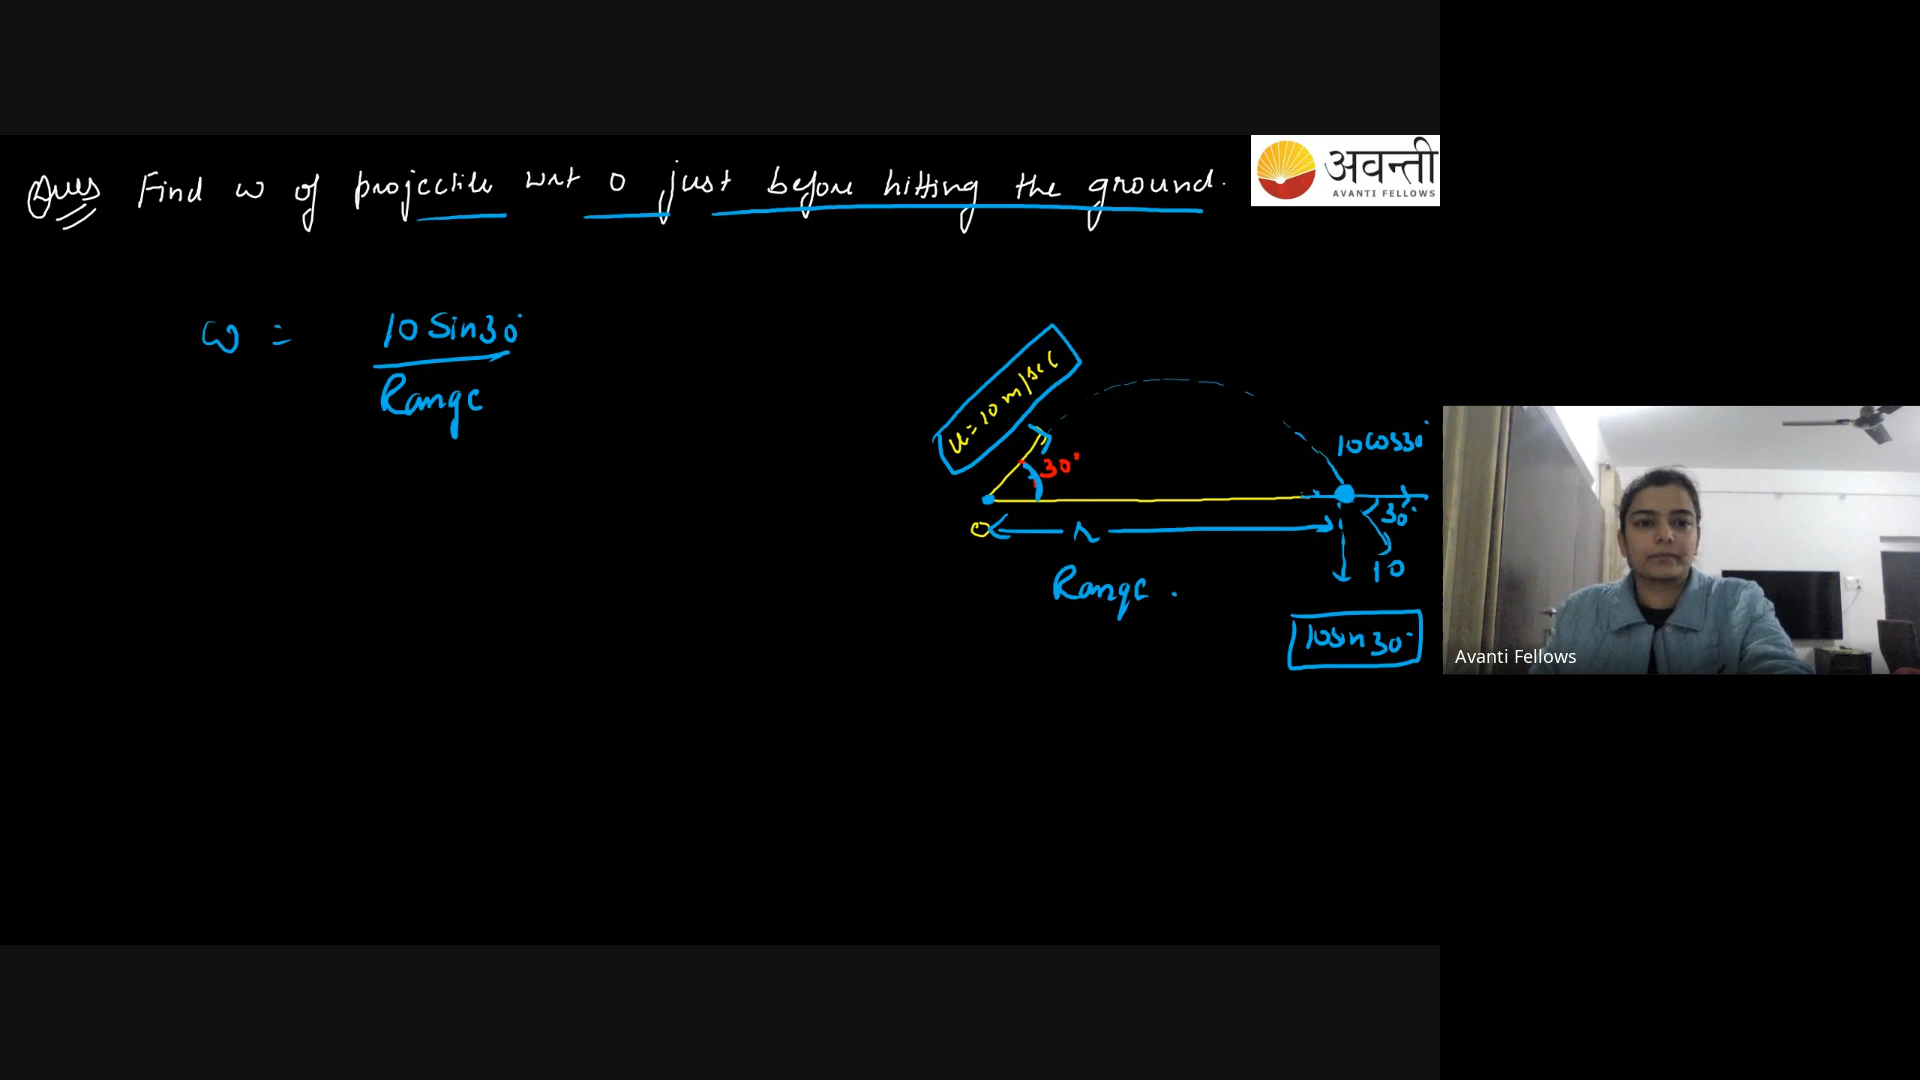 Ques Find ω of projectile wrt O just before hitting the ground.
अवन्ती
AVANTI FELLOWS
ω = 10 Sin30°
Range
u = 10 m/sec
30°
10cos30°
30°
O
r
10
Range .
10sin30°
Avanti Fellows